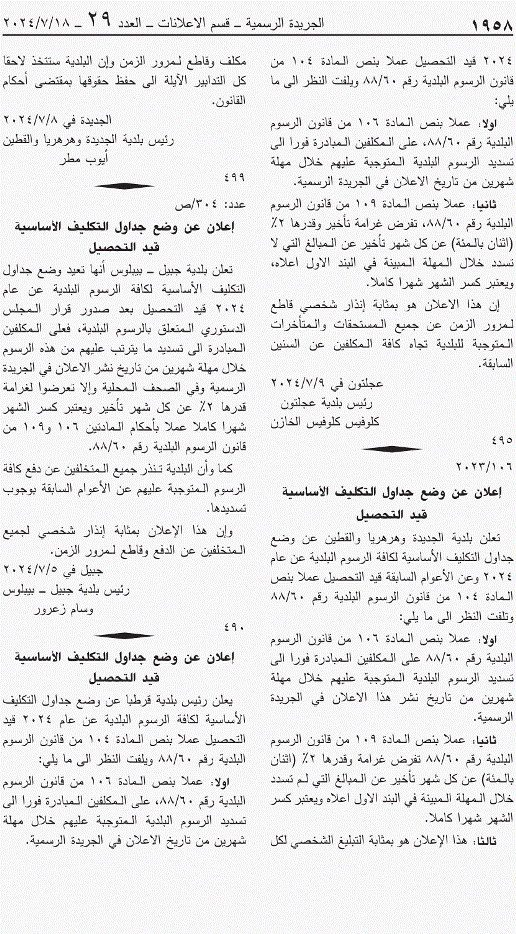 ١٩٥٨
الجريدة الرسمية ــ قسم الاعلانات ــ العدد ٢٩ ــ ٢٠٢٤/٧/١٨
٢٠٢٤ قيد التحصيل عملا بنص المادة ١٠٤ من
قانون الرسوم البلدية رقم ٨٨/٦٠ ويلفت النظر الى ما
يلي:
اولا: عملا بنص المادة ١٠٦ من قانون الرسوم
البلدية رقم ٨٨/٦٠، على المكلفين المبادرة فورا الى
تسديد الرسوم البلدية المتوجبة عليهم خلال مهلة
شهرين من تاريخ الاعلان في الجريدة الرسمية.
ثانيا: عملا بنص المادة ١٠٩ من قانون الرسوم
البلدية رقم ٨٨/٦٠، تفرض غرامة تأخير وقدرها ٢٪
(اثنان بالمئة) عن كل شهر تأخير عن المبالغ التي لا
تسدد خلال المهلة المبينة في البند الاول اعلاه،
ويعتبر كسر الشهر شهرا كاملا.
إن هذا الاعلان هو بمثابة إنذار شخصي قاطع
لمرور الزمن عن جميع المستحقات والمتأخرات
المتوجبة للبلدية تجاه كافة المكلفين عن السنين
السابقة.
عجلتون في ٢٠٢٤/٧/٩
رئيس بلدية عجلتون
كلوفيس كلوفيس الخازن
٤٩٥
٢٠٢٣/١٠٦
إعلان عن وضع جداول التكليف الأساسية
قيد التحصيل
تعلن بلدية الجديدة وهرهريا والقطين عن وضع
جداول التكليف الأساسية لكافة الرسوم البلدية عن عام
٢٠٢٤ وعن الأعوام السابقة قيد التحصيل عملا بنص
المادة ١٠٤ من قانون الرسوم البلدية رقم ٨٨/٦٠
وتلفت النظر الى ما يلي:
اولا: عملا بنص المادة ١٠٦ من قانون الرسوم
البلدية رقم ٨٨/٦٠ على المكلفين المبادرة فورا الى
تسديد الرسوم البلدية المتوجبة عليهم خلال مهلة
شهرين من تاريخ نشر هذا الاعلان في الجريدة
الرسمية.
ثانيا: عملا بنص المادة ١٠٩ من قانون الرسوم
البلدية رقم ٨٨/٦٠ تفرض غرامة وقدرها ٢٪ (اثنان
بالمئة) عن كل شهر تأخير عن المبالغ التي لم تسدد
خلال المهلة المبينة في البند الاول اعلاه ويعتبر كسر
الشهر شهرا كاملا.
ثالثا: هذا الإعلان هو بمثابة التبليغ الشخصي لكل
مكلف وقاطع لمرور الزمن وإن البلدية ستتخذ لاحقا
كل التدابير الآيلة الى حفظ حقوقها بمقتضى أحكام
القانون.
الجديدة في ٢٠٢٤/٧/٨
رئيس بلدية الجديدة وهرهريا والقطين
أيوب مطر
٤٩٩
عدد: ٣٠٤/ص
إعلان عن وضع جداول التكليف الأساسية
قيد التحصيل
تعلن بلدية جبيل ــ بيبلوس أنها تعيد وضع جداول
التكليف الأساسية لكافة الرسوم البلدية عن عام
٢٠٢٤ قيد التحصيل بعد صدور قرار المجلس
الدستوري المتعلق بالرسوم البلدية، فعلى المكلفين
المبادرة الى تسديد ما يترتب عليهم من هذه الرسوم
خلال مهلة شهرين من تاريخ نشر الاعلان في الجريدة
الرسمية وفي الصحف المحلية وإلا تعرضوا لغرامة
قدرها ٢٪ عن كل شهر تأخير ويعتبر كسر الشهر
شهرا كاملا عملا بأحكام المادتين ١٠٦ و١٠٩ من
قانون الرسوم البلدية رقم ٨٨/٦٠.
كما وأن البلدية تنذر جميع المتخلفين عن دفع كافة
الرسوم المتوجبة عليهم عن الأعوام السابقة بوجوب
تسديدها.
وإن هذا الإعلان بمثابة إنذار شخصي لجميع
المتخلفين عن الدفع وقاطع لمرور الزمن.
جبيل في ٢٠٢٤/٧/٥
رئيس بلدية جبيل ــ بيبلوس
وسام زعرور
٤٩٠
إعلان عن وضع جداول التكليف الأساسية
قيد التحصيل
يعلن رئيس بلدية قرطبا عن وضع جداول التكليف
الأساسية لكافة الرسوم البلدية عن عام ٢٠٢٤ قيد
التحصيل عملا بنص المادة ١٠٤ من قانون الرسوم
البلدية رقم ٨٨/٦٠ ويلفت النظر الى ما يلي:
اولا: عملا بنص المادة ١٠٦ من قانون الرسوم
البلدية رقم ٨٨/٦٠، على المكلفين المبادرة فورا الى
تسديد الرسوم البلدية المتوجبة عليهم خلال مهلة
شهرين من تاريخ الاعلان في الجريدة الرسمية.